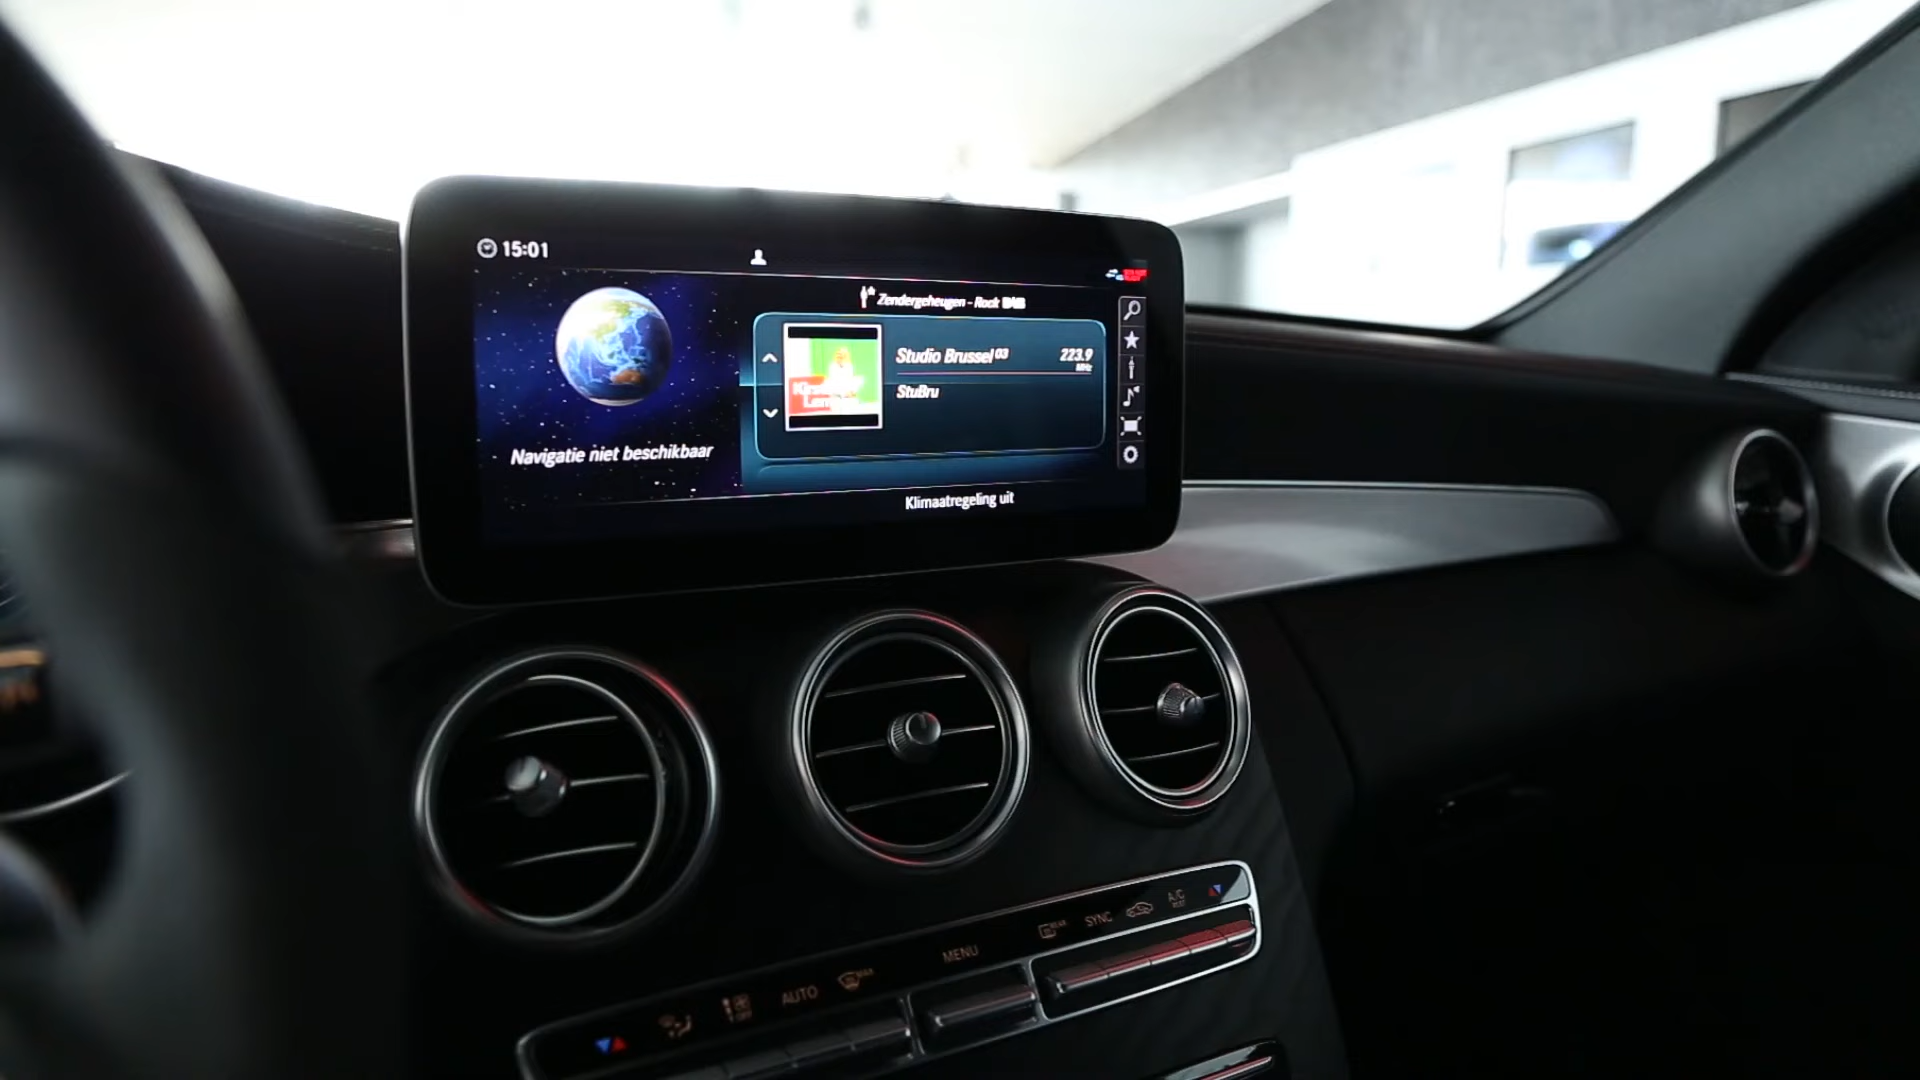 15:01
Zendergeheugen - Rock DAB
Studio Brussel 03
223.9
MHz
StuBru
Navigatie niet beschikbaar
Klimaatregeling uit
A/C
SYNC
MENU
AUTO
MAX